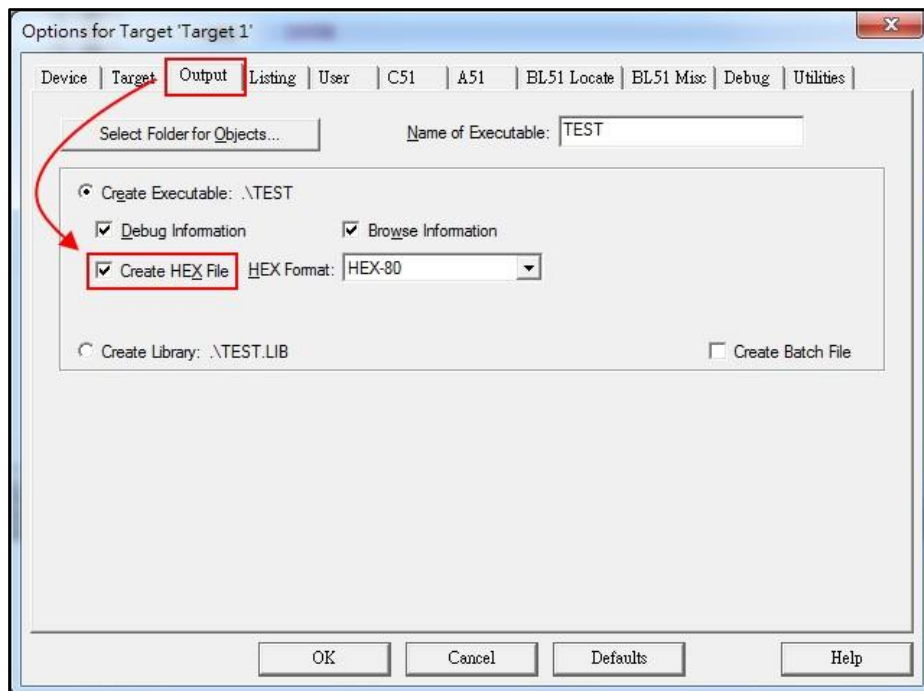 Options for Target 'Target 1'
Device Target Output Listing User C51 A51 BL51 Locate BL51 Misc Debug Utilities
Select Folder for Objects... Name of Executable: TEST
Create Executable: .\TEST
Debug Information Browse Information
Create HEX File HEX Format: HEX-80
Create Library: .\TEST.LIB Create Batch File
OK Cancel Defaults Help